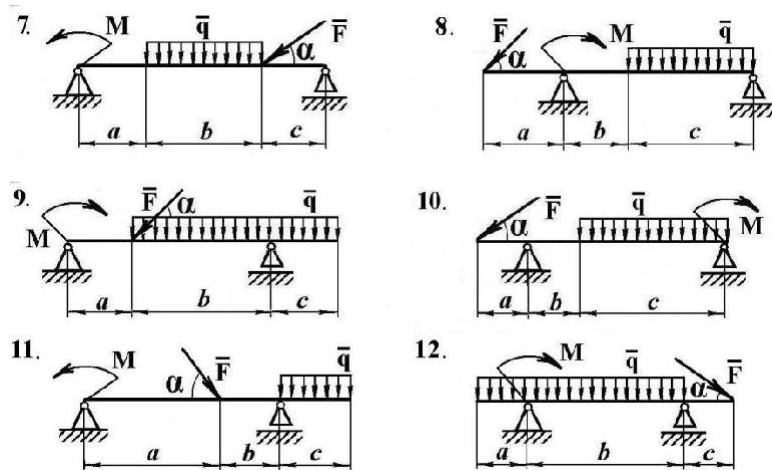 7. M q̄ α F̄
a b c
8. F̄ α M q̄
a b c
9. M F̄ α q̄
a b c
10. F̄ α q̄ M
a b c
11. M α F̄ q̄
a b c
12. M q̄ α F̄
a b c